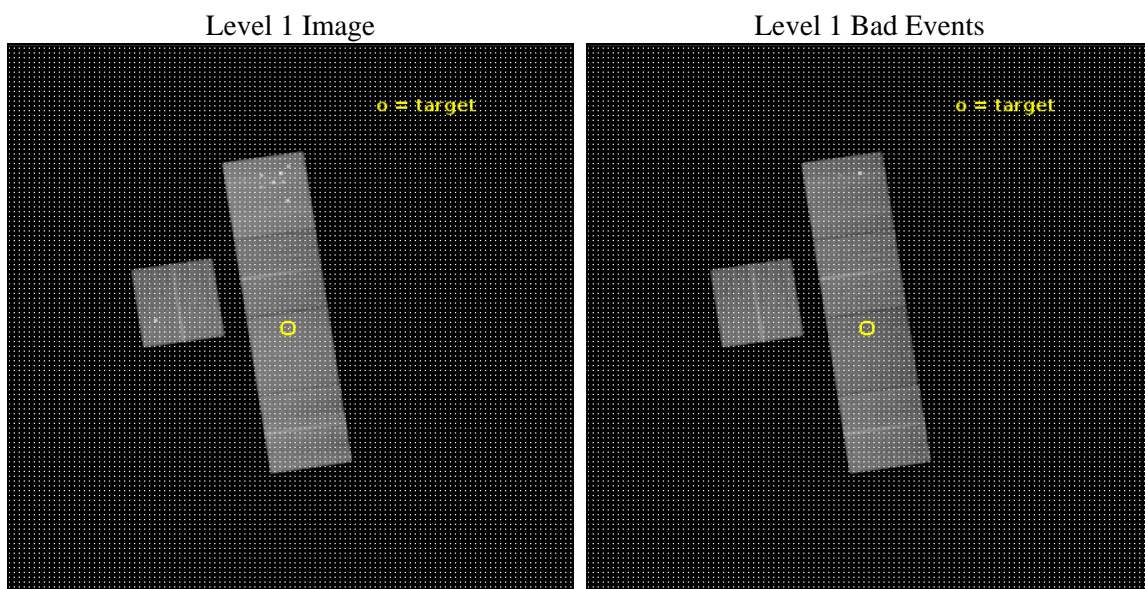 Level 1 Image
Level 1 Bad Events
o = target
o = target